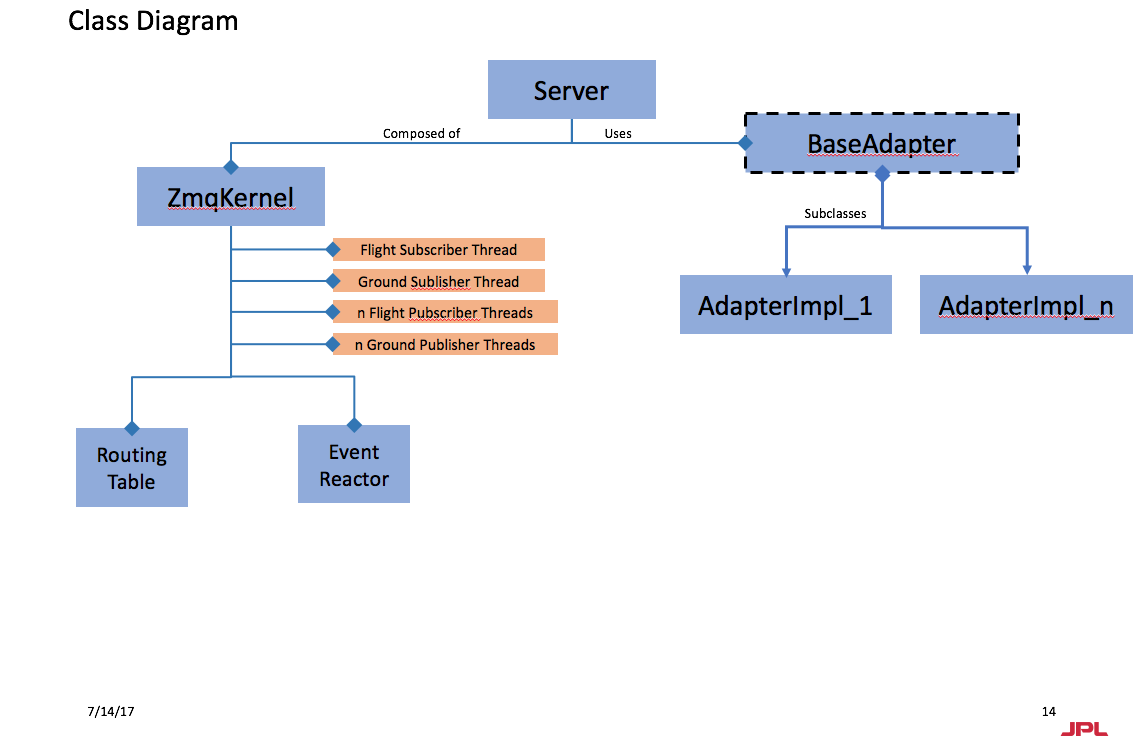 Class Diagram
Server
Composed of
Uses
BaseAdapter
ZmqKernel
Subclasses
Flight Subscriber Thread
Ground Sublisher Thread
n Flight Pubscriber Threads
n Ground Publisher Threads
AdapterImpl_1
AdapterImpl_n
Routing
Table
Event
Reactor
7/14/17
14
JPL